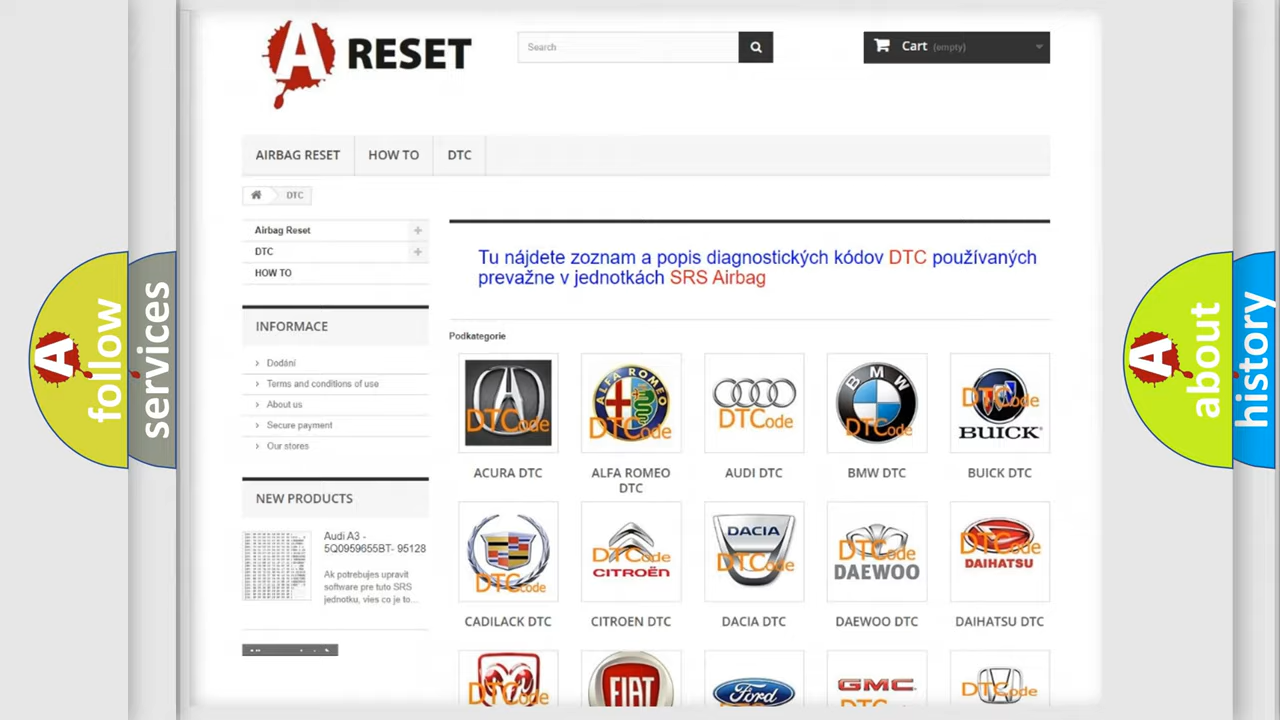 A RESET
Search
Cart (empty)
AIRBAG RESET
HOW TO
DTC
DTC
Airbag Reset
DTC
HOW TO
INFORMACE
Dodání
Terms and conditions of use
About us
Secure payment
Our stores
NEW PRODUCTS
Audi A3 -
5Q0959655BT- 95128
Ak potrebujes upravit
software pre tuto SRS
jednotku, vies co je to...
Tu nájdete zoznam a popis diagnostických kódov DTC používaných
prevažne v jednotkách SRS Airbag
Podkategorie
DTCode
ALFA ROMEO
DTCode
DTCode
BMW
DTCode
DTCode
BUICK
ACURA DTC
ALFA ROMEO
DTC
AUDI DTC
BMW DTC
BUICK DTC
DTCode
DTCode
CITROËN
DACIA
DTCode
DTCode
DAEWOO
DTCode
DAIHATSU
CADILACK DTC
CITROEN DTC
DACIA DTC
DAEWOO DTC
DAIHATSU DTC
DTCode
FIAT
Ford
GMC
DTCode
A follow
services
A about
history